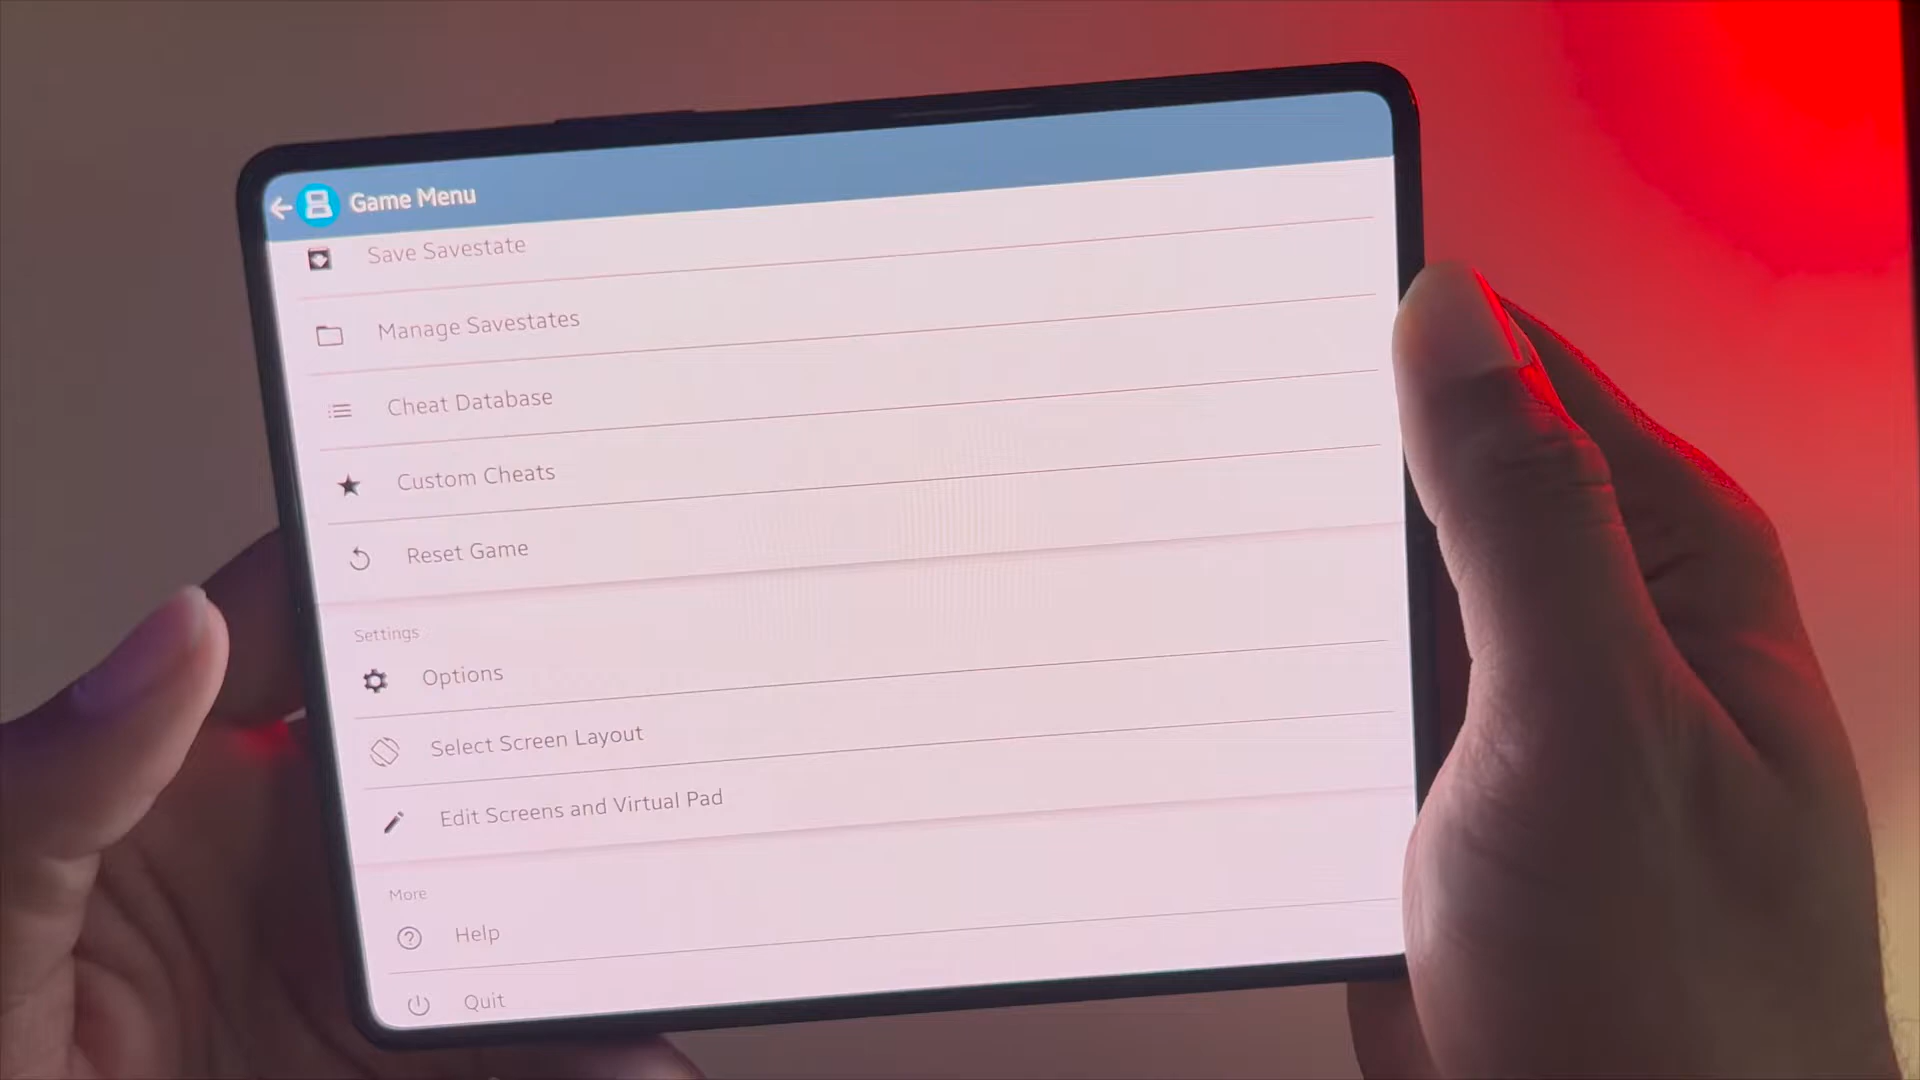 Game Menu
Save Savestate
Manage Savestates
Cheat Database
Custom Cheats
Reset Game
Settings
Options
Select Screen Layout
Edit Screens and Virtual Pad
More
Help
Quit